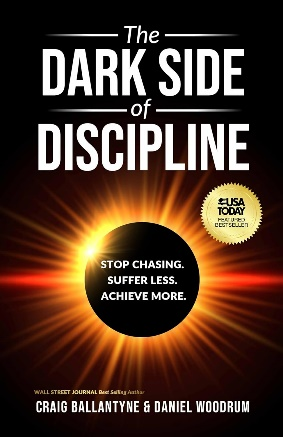 The
DARK SIDE
of
DISCIPLINE
USA
TODAY
FEATURED
BESTSELLER
STOP CHASING.
SUFFER LESS.
ACHIEVE MORE.
WALL STREET JOURNAL Best Selling Author
CRAIG BALLANTYNE & DANIEL WOODRUM